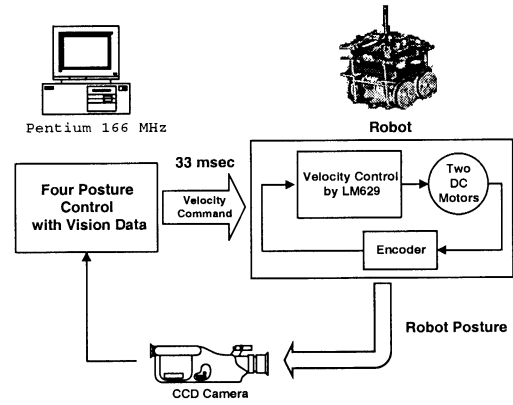 Pentium 166 MHz
Robot
33 msec
Four Posture
Control
with Vision Data
Velocity
Command
Velocity Control
by LM629
Two
DC
Motors
Encoder
Robot Posture
CCD Camera